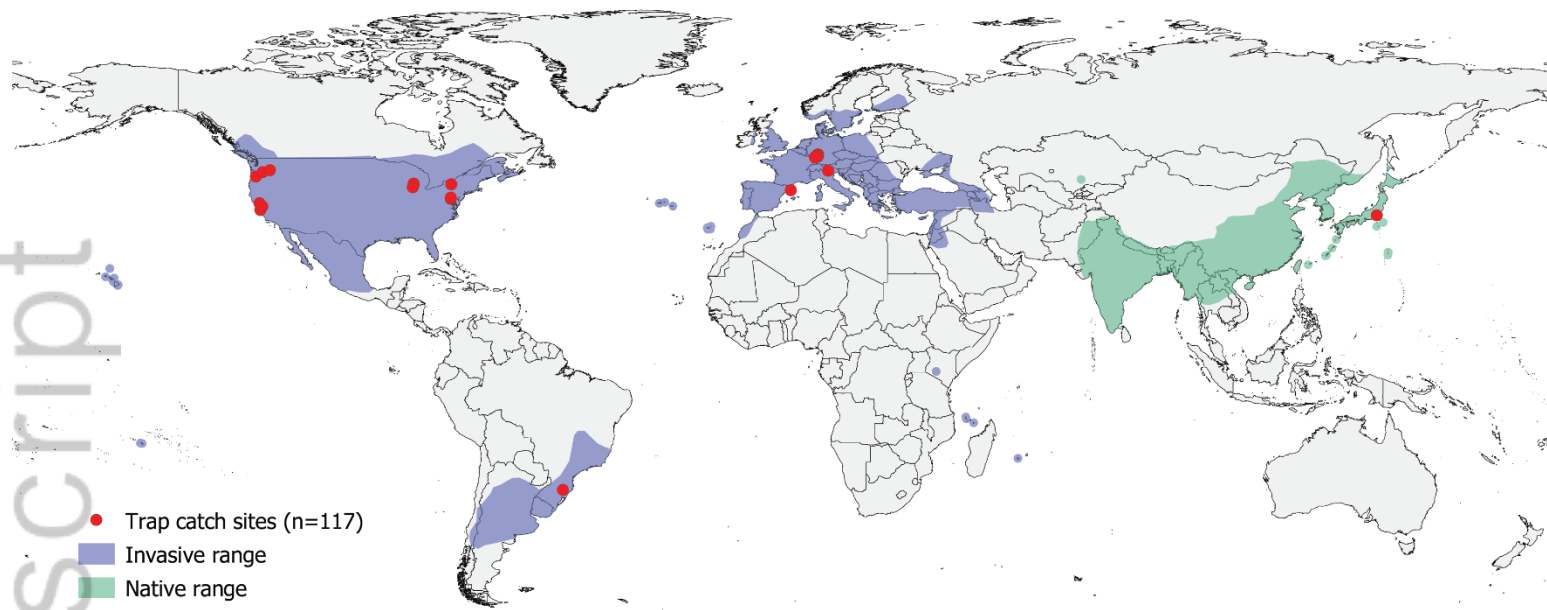 script
Trap catch sites (n=117)
Invasive range
Native range